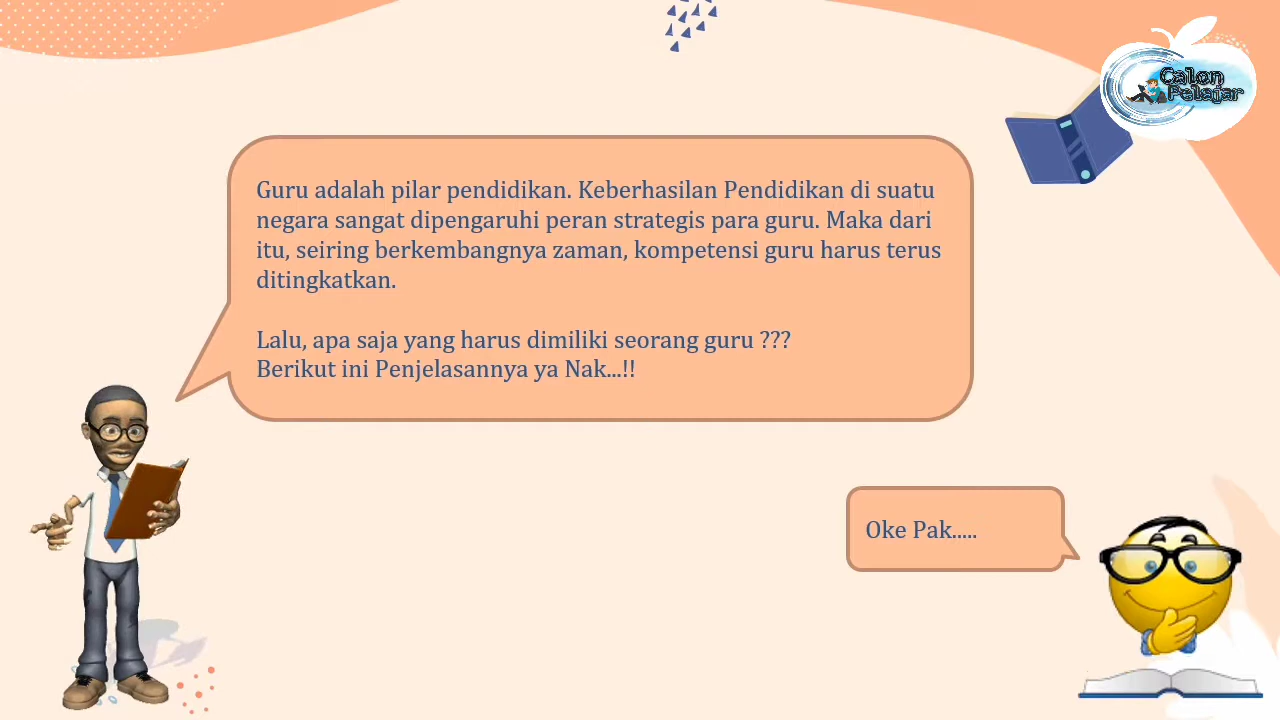 Calon
Pelajar
Guru adalah pilar pendidikan. Keberhasilan Pendidikan di suatu
negara sangat dipengaruhi peran strategis para guru. Maka dari
itu, seiring berkembangnya zaman, kompetensi guru harus terus
ditingkatkan.
Lalu, apa saja yang harus dimiliki seorang guru ???
Berikut ini Penjelasannya ya Nak...!!
Oke Pak.....